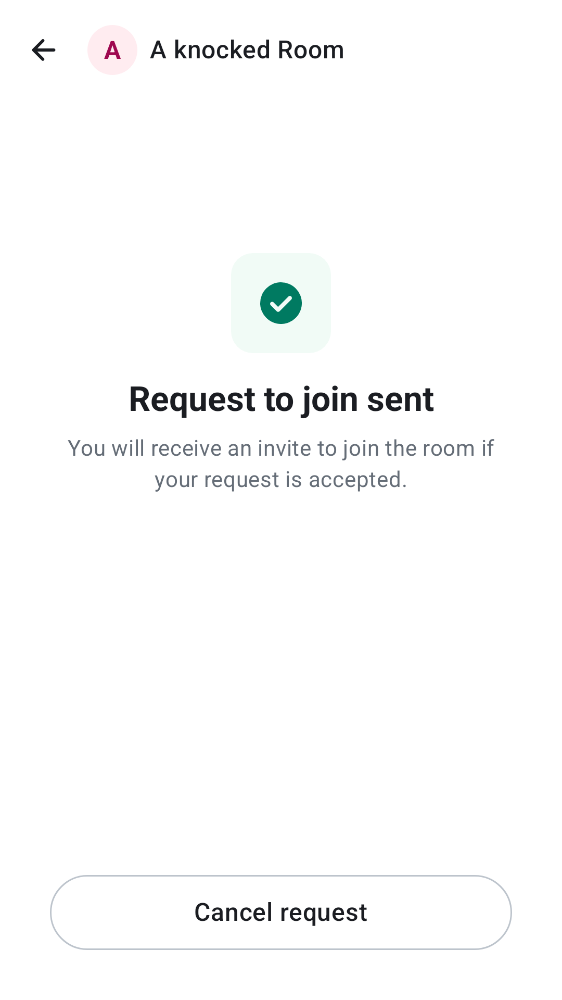 A
A knocked Room
Request to join sent
You will receive an invite to join the room if
your request is accepted.
Cancel request